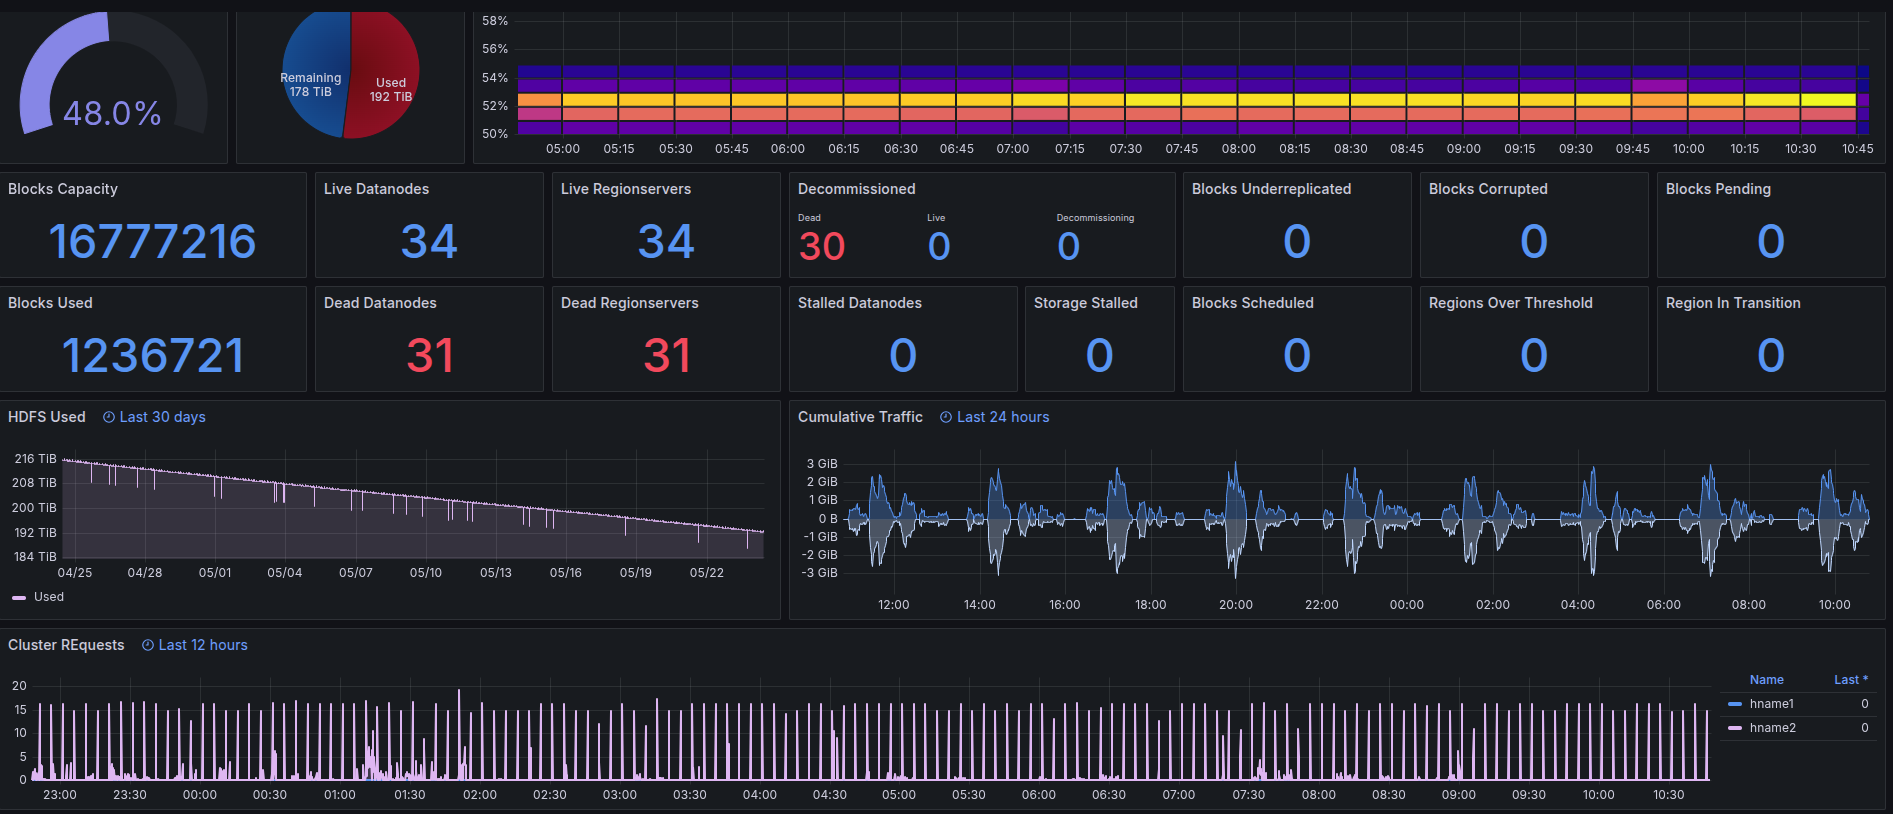 48.0%
Remaining
178 TiB
Used
192 TiB
58%
56%
54%
52%
50%
05:00 05:15 05:30 05:45 06:00 06:15 06:30 06:45 07:00 07:15 07:30 07:45 08:00 08:15 08:30 08:45 09:00 09:15 09:30 09:45 10:00 10:15 10:30 10:45
Blocks Capacity
16777216
Live Datanodes
34
Live Regionservers
34
Decommissioned
Dead Live Decommissioning
30 0 0
Blocks Underreplicated
0
Blocks Corrupted
0
Blocks Pending
0
Blocks Used
1236721
Dead Datanodes
31
Dead Regionservers
31
Stalled Datanodes
0
Storage Stalled
0
Blocks Scheduled
0
Regions Over Threshold
0
Region In Transition
0
HDFS Used Last 30 days
216 TiB
208 TiB
200 TiB
192 TiB
184 TiB
04/25 04/28 05/01 05/04 05/07 05/10 05/13 05/16 05/19 05/22
Used
Cumulative Traffic Last 24 hours
3 GiB
2 GiB
1 GiB
0 B
-1 GiB
-2 GiB
-3 GiB
12:00 14:00 16:00 18:00 20:00 22:00 00:00 02:00 04:00 06:00 08:00 10:00
Cluster REquests Last 12 hours
20
15
10
5
0
23:00 23:30 00:00 00:30 01:00 01:30 02:00 02:30 03:00 03:30 04:00 04:30 05:00 05:30 06:00 06:30 07:00 07:30 08:00 08:30 09:00 09:30 10:00 10:30
Name Last *
hname1 0
hname2 0